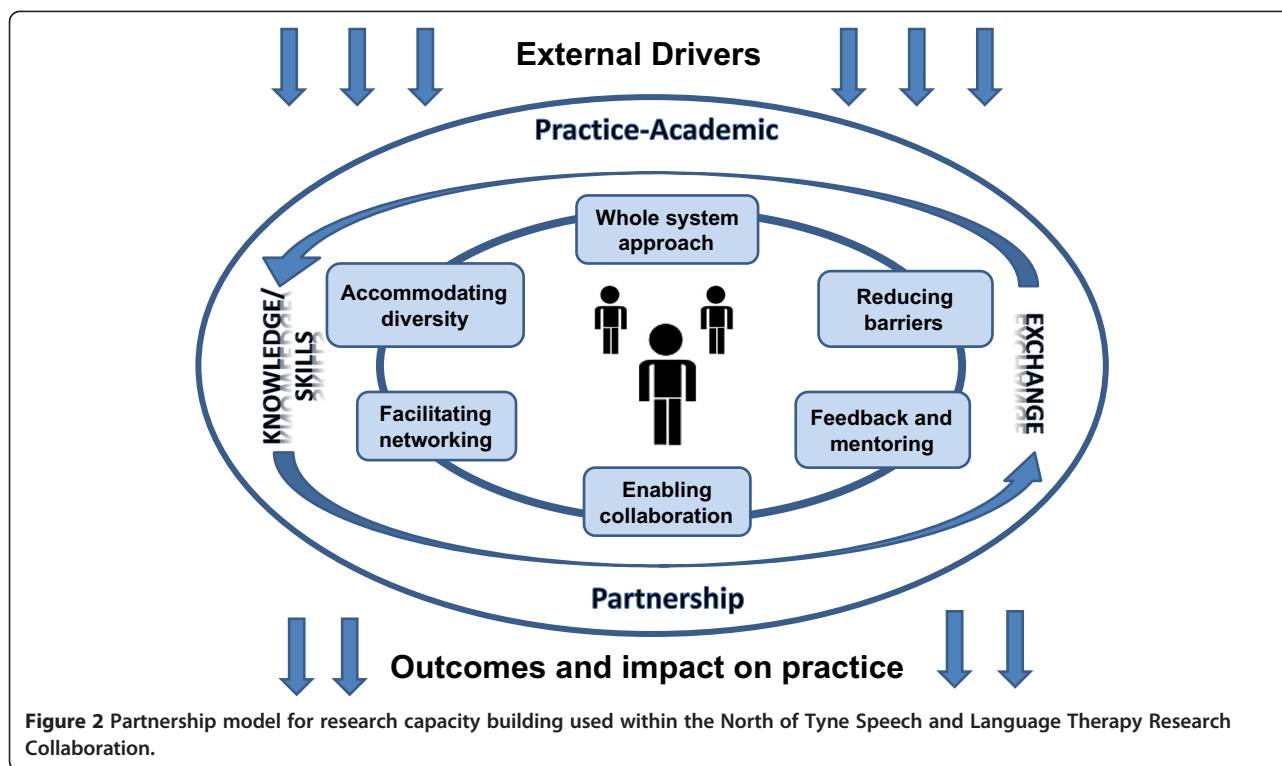 External Drivers
Practice-Academic
Whole system
approach
Accommodating
diversity
Reducing
barriers
KNOWLEDGE/
SKILLS
EXCHANGE
Facilitating
networking
Feedback and
mentoring
Enabling
collaboration
Partnership
Outcomes and impact on practice
Figure 2 Partnership model for research capacity building used within the North of Tyne Speech and Language Therapy Research
Collaboration.